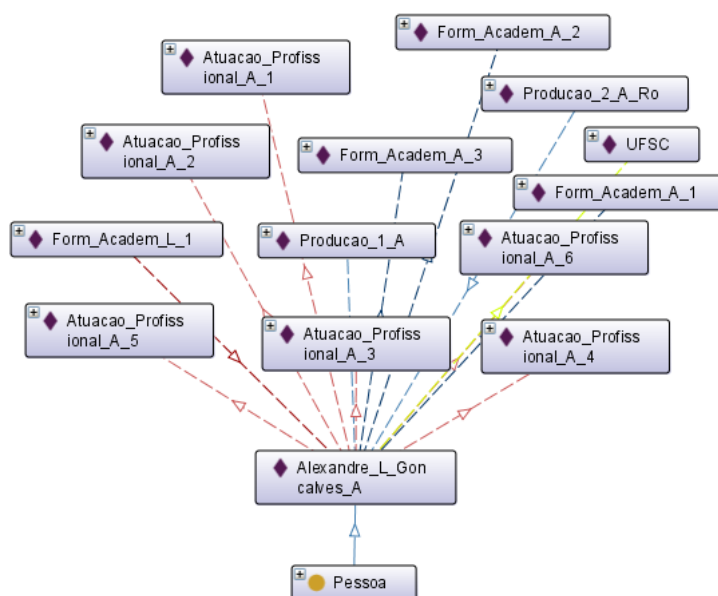 Form_Academ_A_2
Atuacao_Profiss
ional_A_1
Producao_2_A_Ro
UFSC
Atuacao_Profiss
ional_A_2
Form_Academ_A_3
Form_Academ_A_1
Form_Academ_L_1
Producao_1_A
Atuacao_Profiss
ional_A_6
Atuacao_Profiss
ional_A_5
Atuacao_Profiss
ional_A_3
Atuacao_Profiss
ional_A_4
Alexandre_L_Gon
calves_A
Pessoa